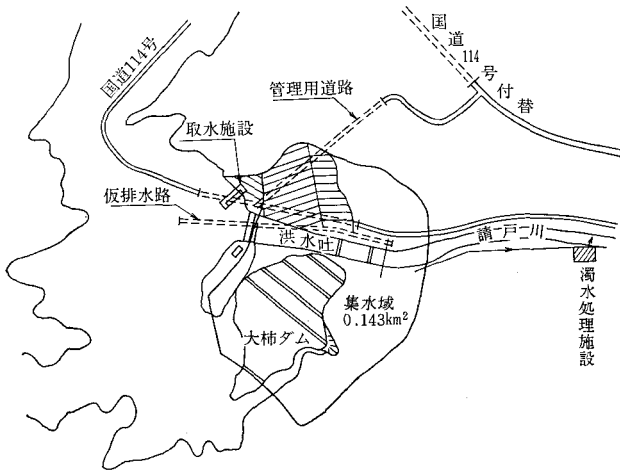 国道114号
国道114号付替
管理用道路
取水施設
仮排水路
洪水吐
請戸川
集水域
0.143km²
大柿ダム
濁水処理施設